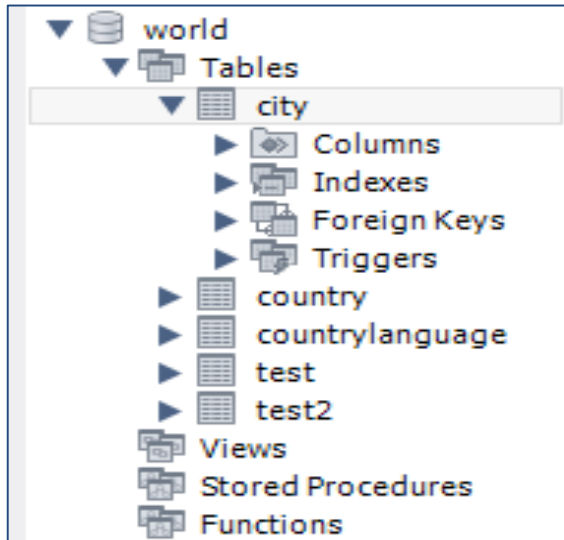 world
Tables
city
Columns
Indexes
Foreign Keys
Triggers
country
countrylanguage
test
test2
Views
Stored Procedures
Functions